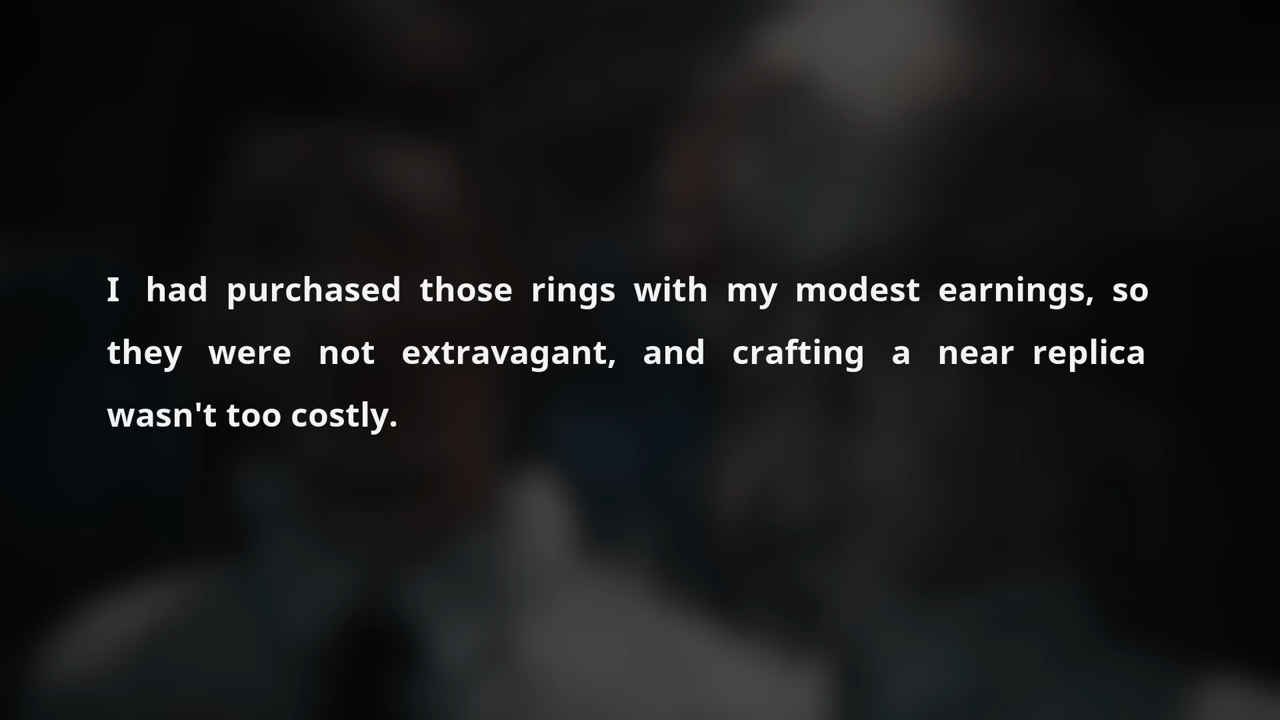 I had purchased those rings with my modest earnings, so
they were not extravagant, and crafting a near replica
wasn't too costly.